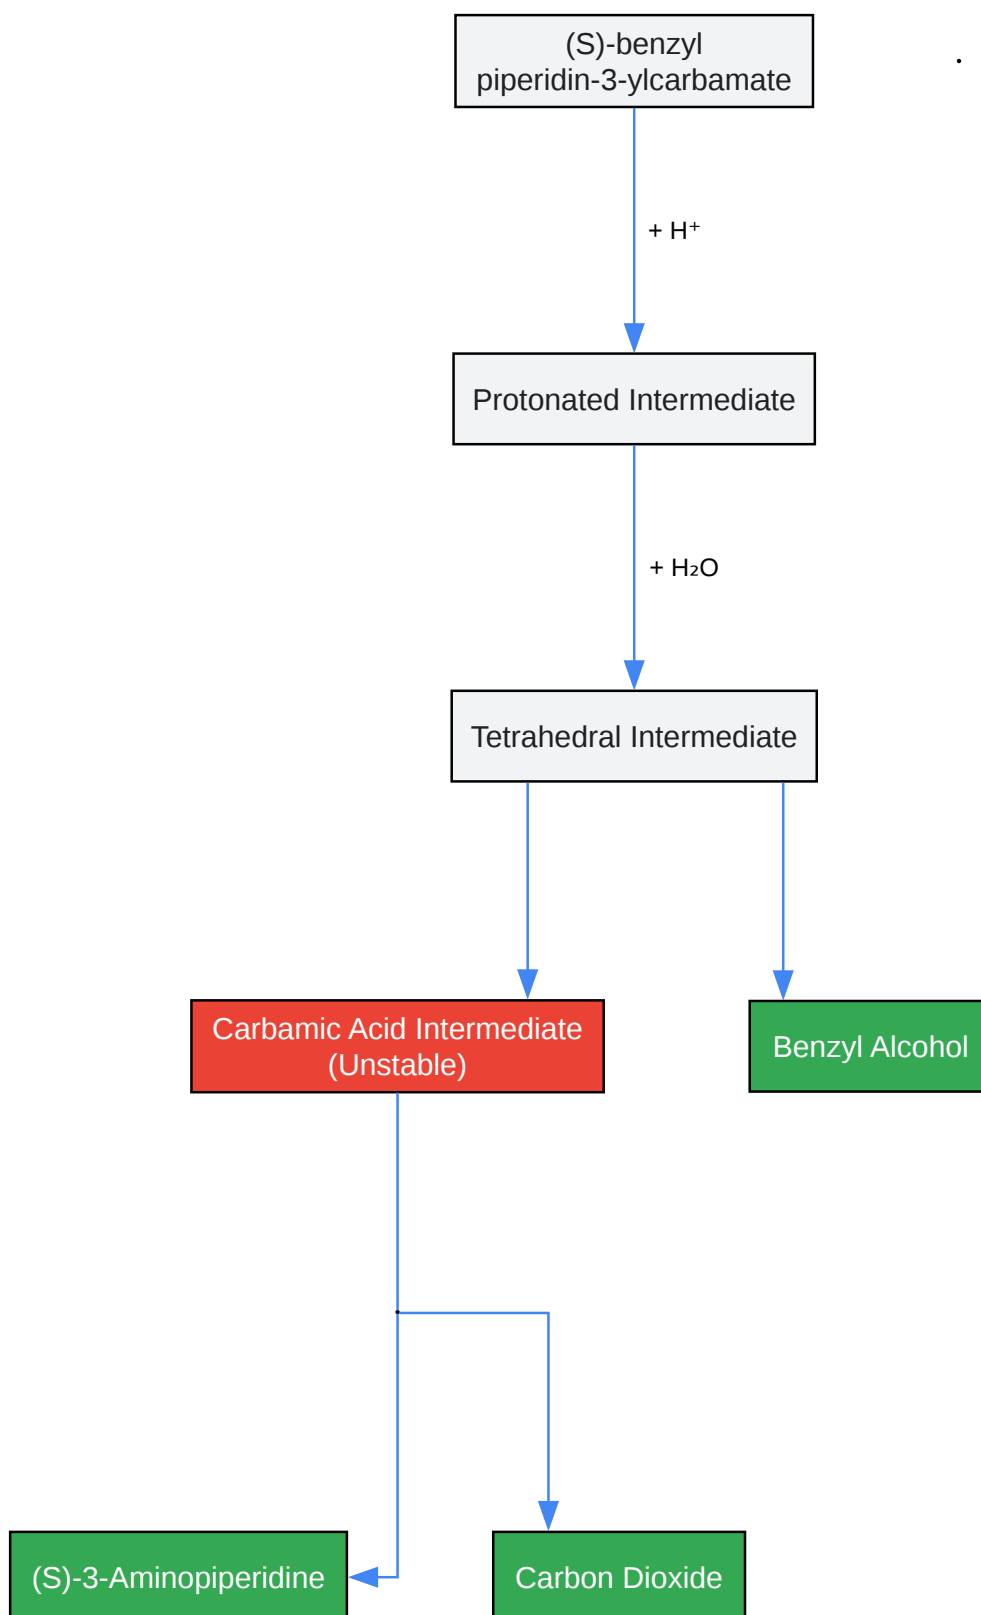 (S)-benzyl
piperidin-3-ylcarbamate
+ H⁺
Protonated Intermediate
+ H₂O
Tetrahedral Intermediate
Carbamic Acid Intermediate
(Unstable)
Benzyl Alcohol
(S)-3-Aminopiperidine
Carbon Dioxide